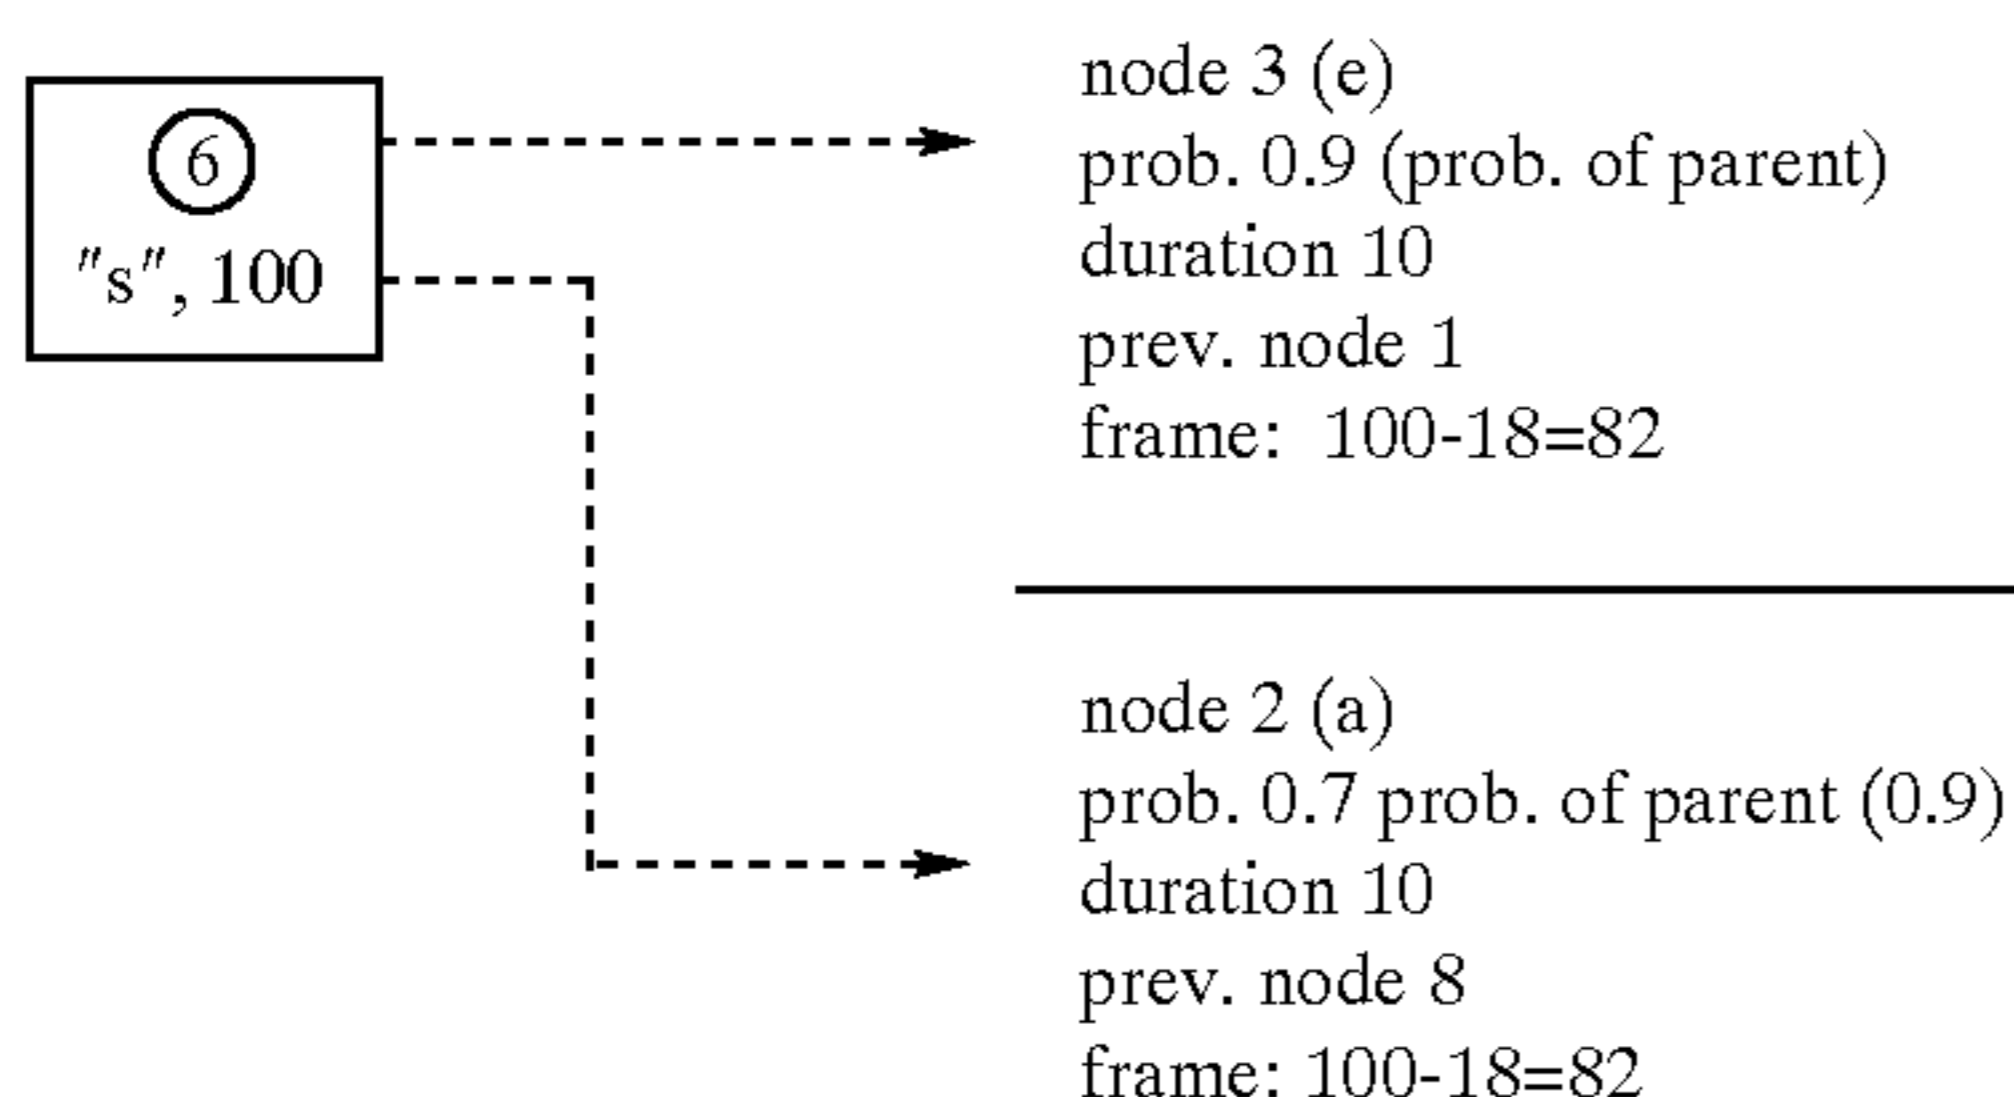 6
"s", 100
node 3 (e)
prob. 0.9 (prob. of parent)
duration 10
prev. node 1
frame: 100-18=82
node 2 (a)
prob. 0.7 prob. of parent (0.9)
duration 10
prev. node 8
frame: 100-18=82